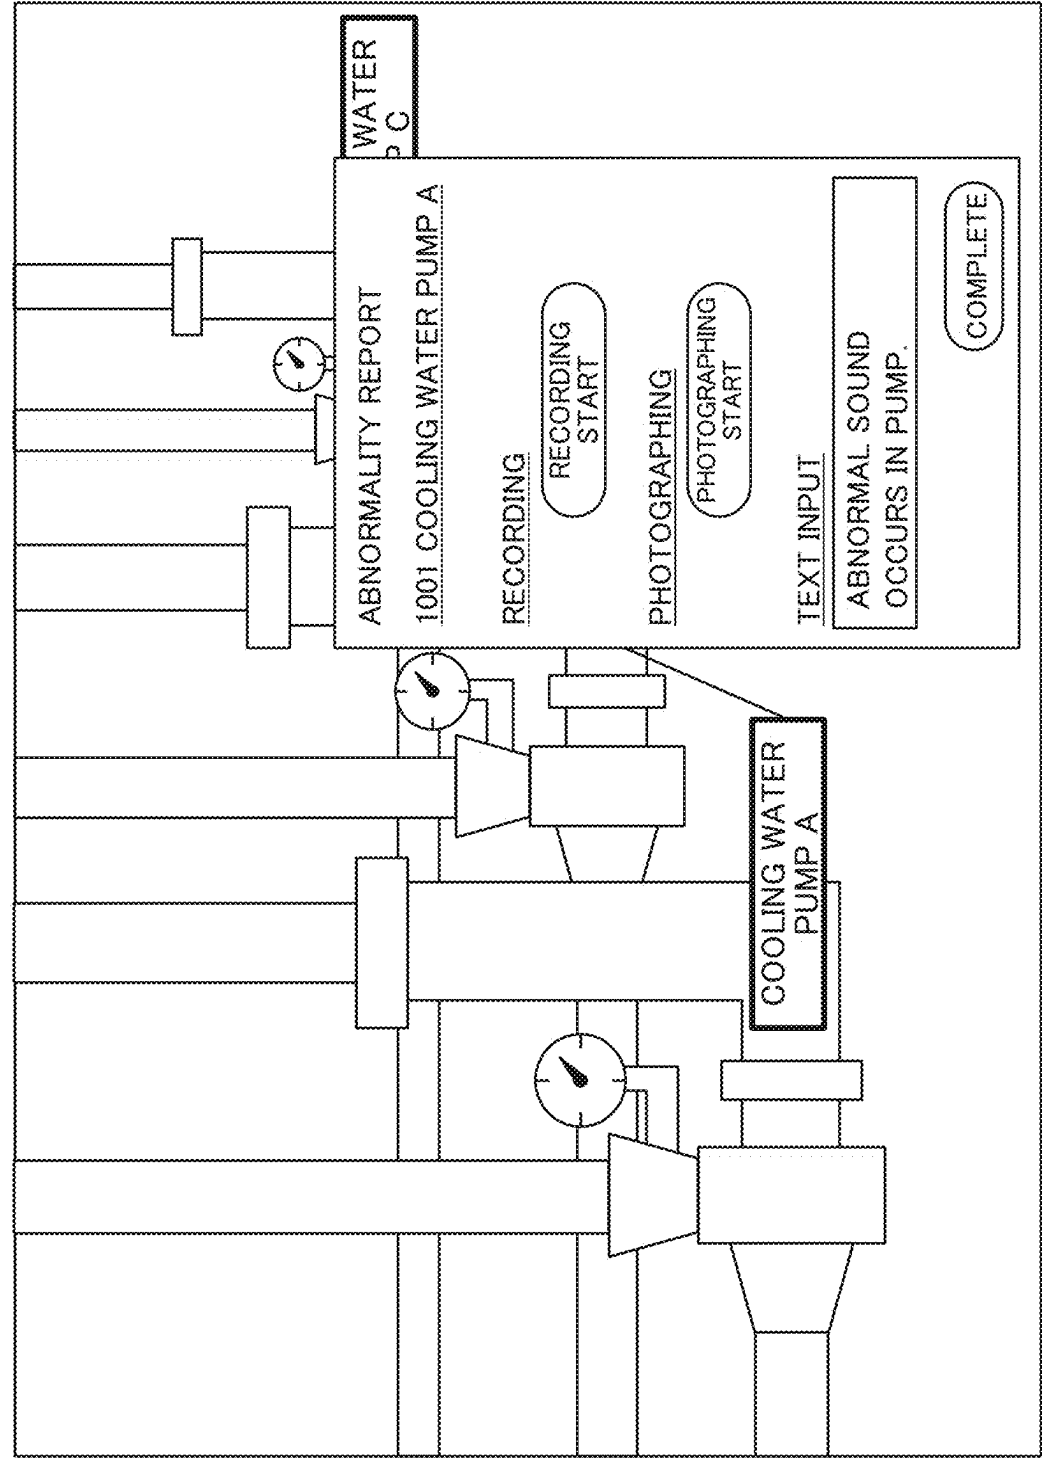 WATER
P C
ABNORMALITY REPORT
1001 COOLING WATER PUMP A
RECORDING
RECORDING
START
PHOTOGRAPHING
PHOTOGRAPHING
START
TEXT INPUT
ABNORMAL SOUND
OCCURS IN PUMP.
COMPLETE
COOLING WATER
PUMP A